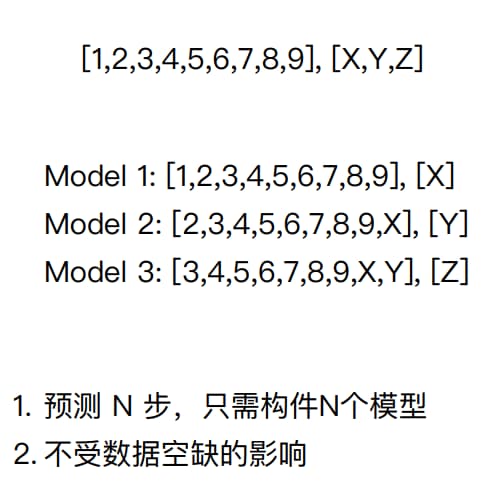 [1,2,3,4,5,6,7,8,9], [X,Y,Z]
Model 1: [1,2,3,4,5,6,7,8,9], [X]
Model 2: [2,3,4,5,6,7,8,9,X], [Y]
Model 3: [3,4,5,6,7,8,9,X,Y], [Z]
1. 预测 N 步，只需构件N个模型
2. 不受数据空缺的影响